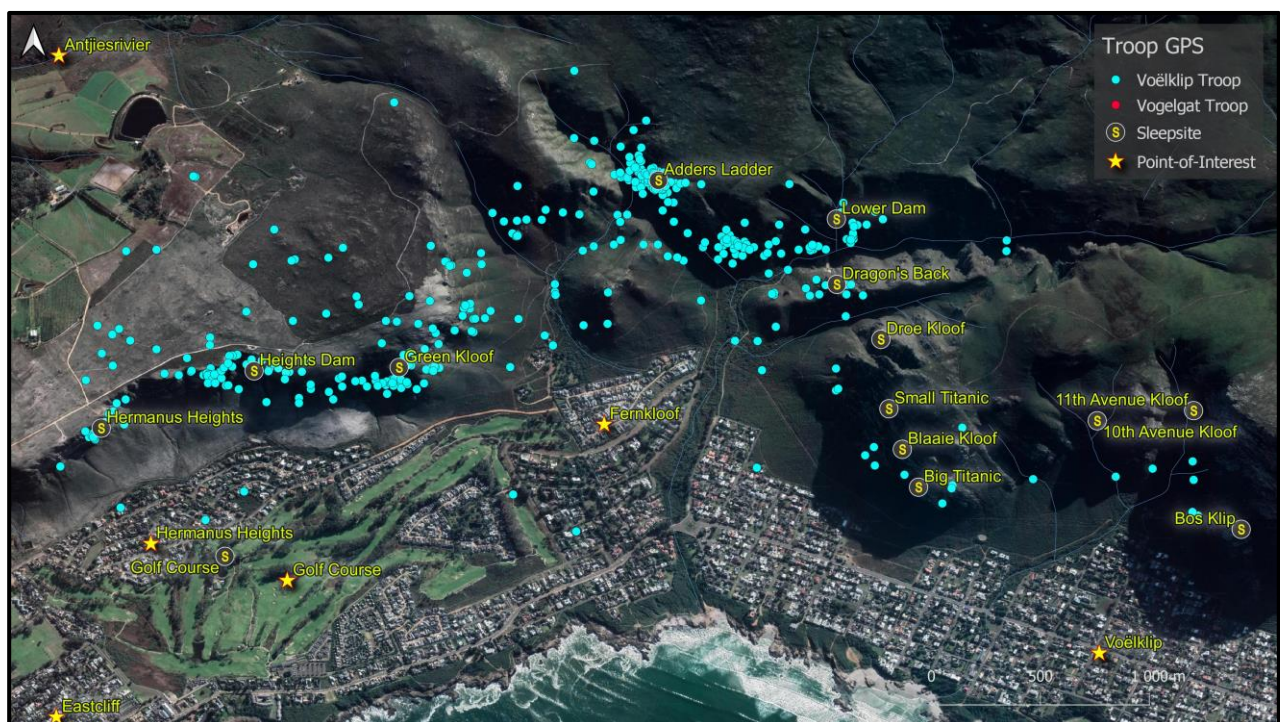 Antjiesrivier
Troop GPS
Voëlklip Troop
Vogelgat Troop
S Sleepsite
Point-of-Interest
S Adders Ladder
Lower Dam
S
Dragon's Back
S
Droe Kloof
S
Heights Dam
S
Green Kloof
S
Small Titanic
S
11th Avenue Kloof
S
S
10th Avenue Kloof
Hermanus Heights
S
Fernkloof
Blaaie Kloof
S
Big Titanic
S
Bos Klip
S
Hermanus Heights
Golf Course
S
Golf Course
Voëlklip
0 500 1 000 m
Eastcliff